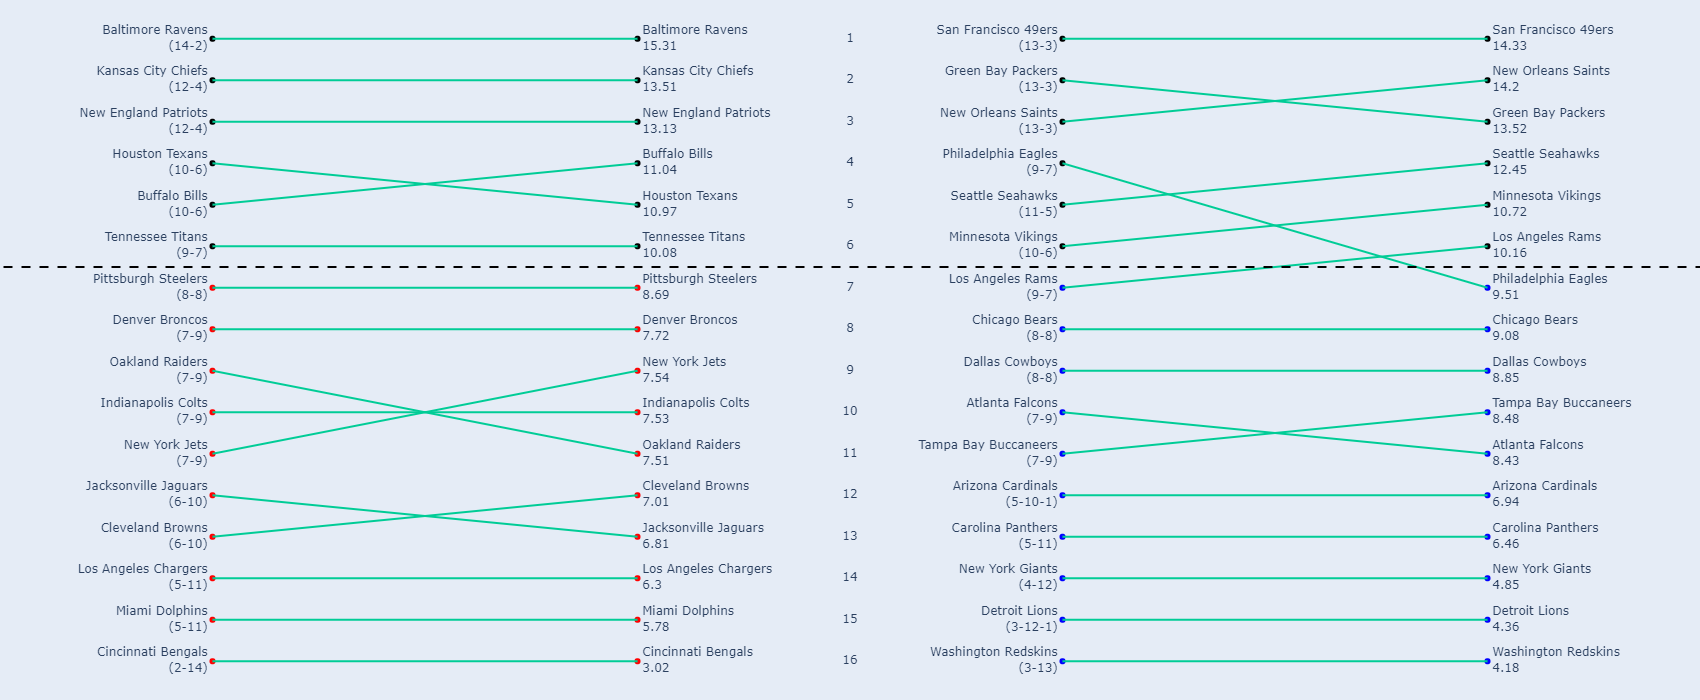 Baltimore Ravens
(14-2)
Baltimore Ravens
15.31
1
San Francisco 49ers
(13-3)
San Francisco 49ers
14.33
Kansas City Chiefs
(12-4)
Kansas City Chiefs
13.51
2
Green Bay Packers
(13-3)
New Orleans Saints
14.2
New England Patriots
(12-4)
New England Patriots
13.13
3
New Orleans Saints
(13-3)
Green Bay Packers
13.52
Houston Texans
(10-6)
Buffalo Bills
11.04
4
Philadelphia Eagles
(9-7)
Seattle Seahawks
12.45
Buffalo Bills
(10-6)
Houston Texans
10.97
5
Seattle Seahawks
(11-5)
Minnesota Vikings
10.72
Tennessee Titans
(9-7)
Tennessee Titans
10.08
6
Minnesota Vikings
(10-6)
Los Angeles Rams
10.16
Pittsburgh Steelers
(8-8)
Pittsburgh Steelers
8.69
7
Los Angeles Rams
(9-7)
Philadelphia Eagles
9.51
Denver Broncos
(7-9)
Denver Broncos
7.72
8
Chicago Bears
(8-8)
Chicago Bears
9.08
Oakland Raiders
(7-9)
New York Jets
7.54
9
Dallas Cowboys
(8-8)
Dallas Cowboys
8.85
Indianapolis Colts
(7-9)
Indianapolis Colts
7.53
10
Atlanta Falcons
(7-9)
Tampa Bay Buccaneers
8.48
New York Jets
(7-9)
Oakland Raiders
7.51
11
Tampa Bay Buccaneers
(7-9)
Atlanta Falcons
8.43
Jacksonville Jaguars
(6-10)
Cleveland Browns
7.01
12
Arizona Cardinals
(5-10-1)
Arizona Cardinals
6.94
Cleveland Browns
(6-10)
Jacksonville Jaguars
6.81
13
Carolina Panthers
(5-11)
Carolina Panthers
6.46
Los Angeles Chargers
(5-11)
Los Angeles Chargers
6.3
14
New York Giants
(4-12)
New York Giants
4.85
Miami Dolphins
(5-11)
Miami Dolphins
5.78
15
Detroit Lions
(3-12-1)
Detroit Lions
4.36
Cincinnati Bengals
(2-14)
Cincinnati Bengals
3.02
16
Washington Redskins
(3-13)
Washington Redskins
4.18